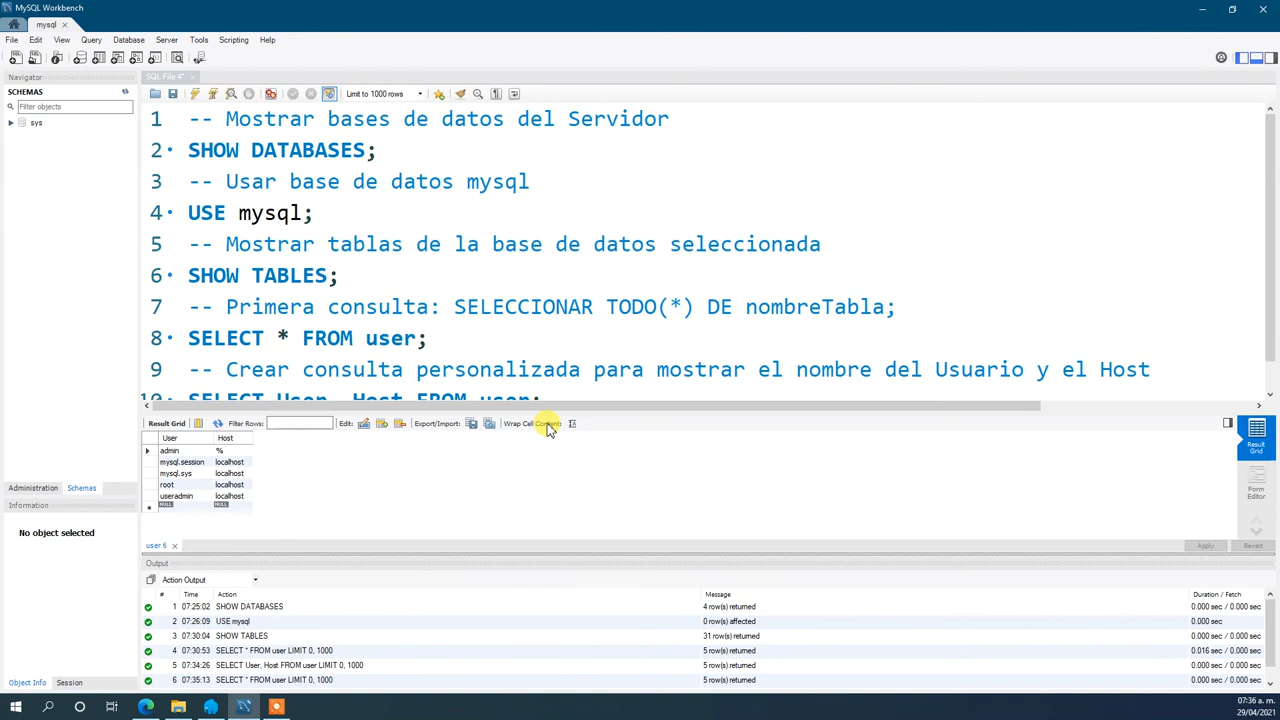 MySQL Workbench
mysql
File Edit View Query Database Server Tools Scripting Help
Navigator
SCHEMAS
Filter objects
sys
SQL File 4*
Limit to 1000 rows
1 -- Mostrar bases de datos del Servidor
2 SHOW DATABASES;
3 -- Usar base de datos mysql
4 USE mysql;
5 -- Mostrar tablas de la base de datos seleccionada
6 SHOW TABLES;
7 -- Primera consulta: SELECCIONAR TODO(*) DE nombreTabla;
8 SELECT * FROM user;
9 -- Crear consulta personalizada para mostrar el nombre del Usuario y el Host
10 SELECT User, Host FROM user;
Result Grid Filter Rows: Edit: Export/Import: Wrap Cell Content:
User Host
admin %
mysql.session localhost
mysql.sys localhost
root localhost
useradmin localhost
NULL NULL
Result Grid
Form Editor
Administration Schemas
Information
No object selected
user 6 Apply Revert
Output
Action Output
# Time Action Message Duration / Fetch
1 07:25:02 SHOW DATABASES 4 row(s) returned 0.000 sec / 0.000 sec
2 07:26:09 USE mysql 0 row(s) affected 0.000 sec
3 07:30:04 SHOW TABLES 31 row(s) returned 0.000 sec / 0.000 sec
4 07:30:53 SELECT * FROM user LIMIT 0, 1000 5 row(s) returned 0.016 sec / 0.000 sec
5 07:34:26 SELECT User, Host FROM user LIMIT 0, 1000 5 row(s) returned 0.000 sec / 0.000 sec
6 07:35:13 SELECT * FROM user LIMIT 0, 1000 5 row(s) returned 0.000 sec / 0.000 sec
Object Info Session
07:36 a. m.
29/04/2021